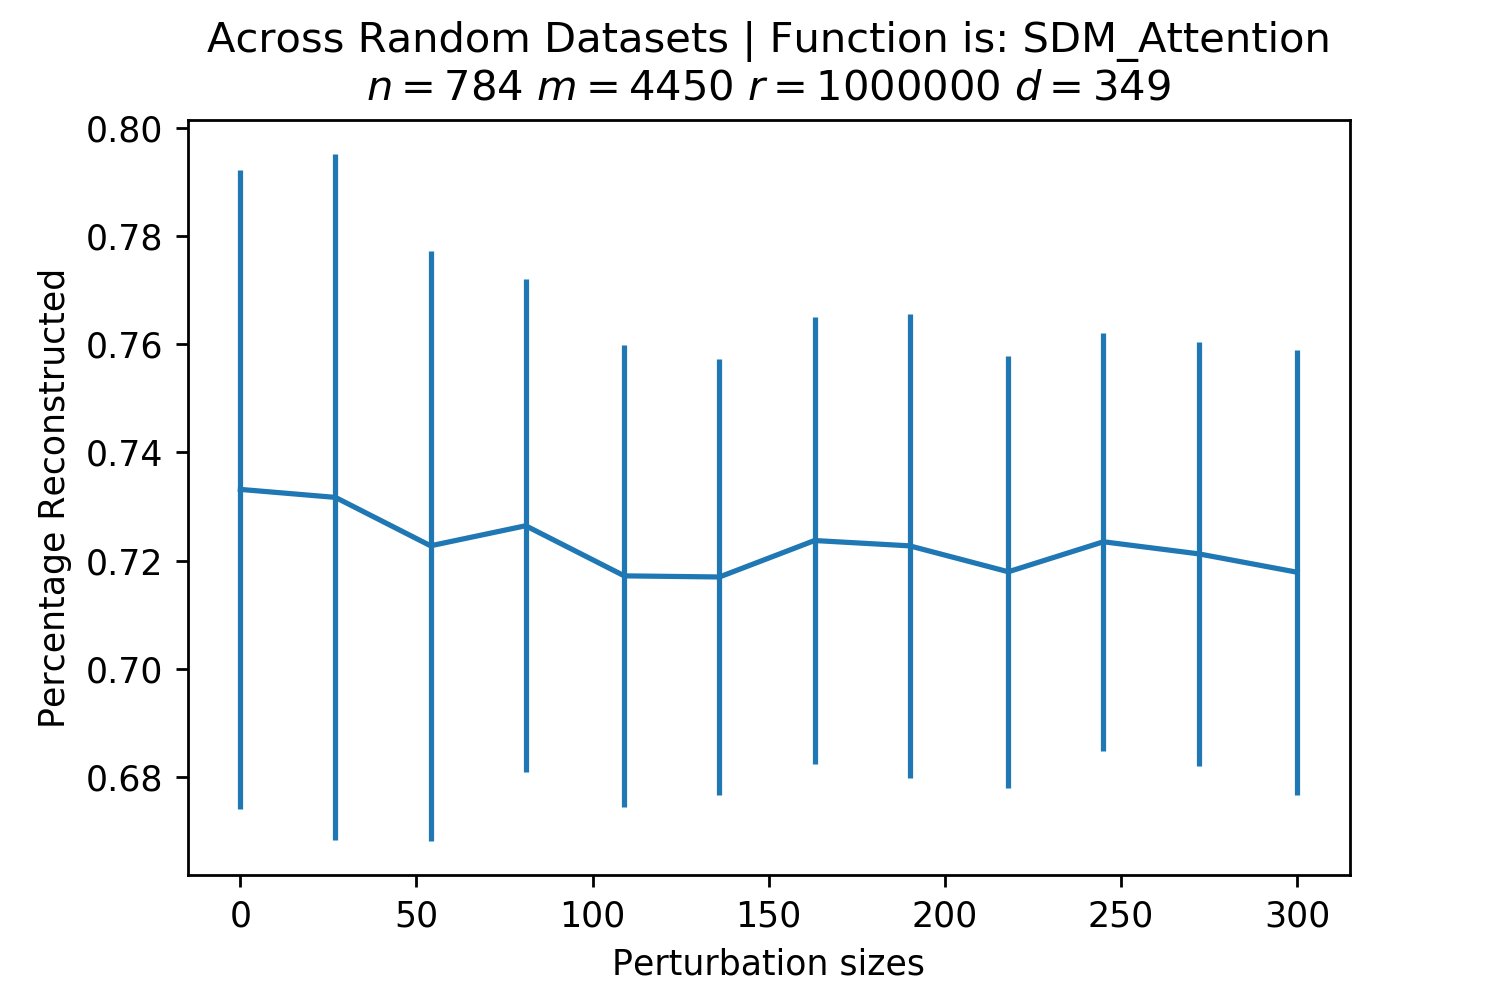 Across Random Datasets | Function is: SDM_Attention
n = 784 m = 4450 r = 1000000 d = 349
Percentage Reconstructed
0.80
0.78
0.76
0.74
0.72
0.70
0.68
0 50 100 150 200 250 300
Perturbation sizes